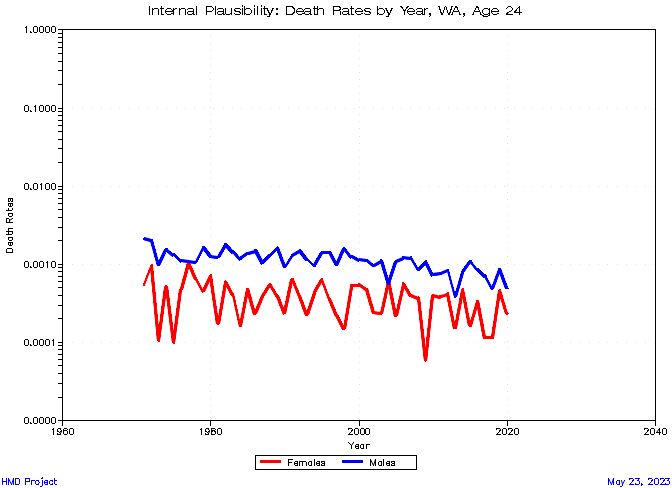 Internal Plausibility: Death Rates by Year, WA, Age 24
1.0000
0.1000
0.0100
0.0010
0.0001
0.0000
Death Rates
1960
1980
2000
2020
2040
Year
Females
Males
HMD Project
May 23, 2023